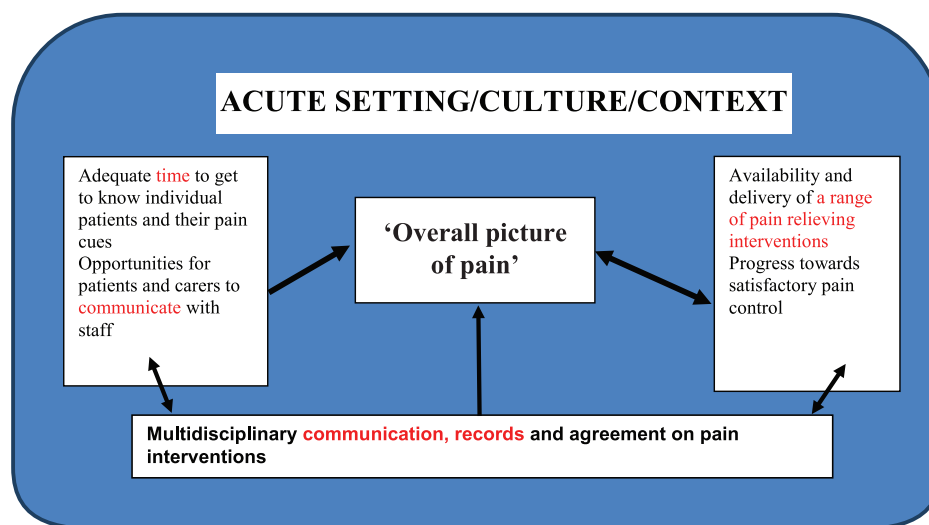 ACUTE SETTING/CULTURE/CONTEXT
Adequate time to get
to know individual
patients and their pain
cues
Opportunities for
patients and carers to
communicate with
staff
‘Overall picture
of pain’
Availability and
delivery of a range
of pain relieving
interventions
Progress towards
satisfactory pain
control
Multidisciplinary communication, records and agreement on pain
interventions